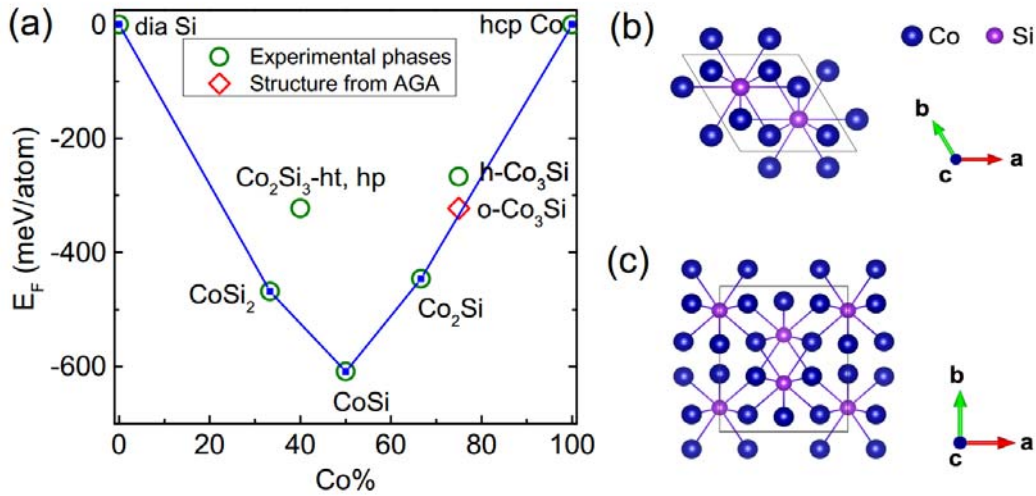 (a)
0
-200
-400
-600
E_F (meV/atom)
0 20 40 60 80 100
Co%
dia Si
hcp Co
Experimental phases
Structure from AGA
Co₂Si₃-ht, hp
h-Co₃Si
o-Co₃Si
CoSi₂
Co₂Si
CoSi
(b)
Co Si
b
c a
(c)
b
c a